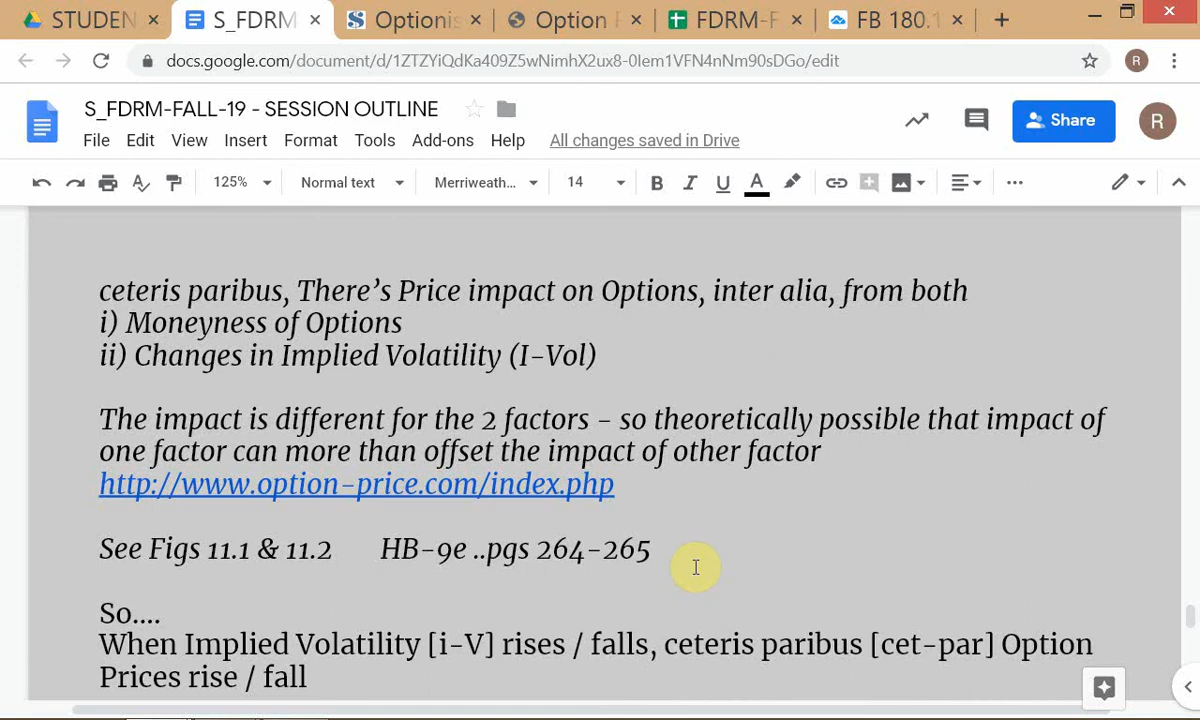 STUDEN
S_FDRM
Optionis
Option
FDRM-F
FB 180.1
docs.google.com/document/d/1ZTZYiQdKa409Z5wNimhX2ux8-0Iem1VFN4nNm90sDGo/edit
R
S_FDRM-FALL-19 - SESSION OUTLINE
Share
R
File Edit View Insert Format Tools Add-ons Help All changes saved in Drive
125% Normal text Merriweath... 14 B I U A
ceteris paribus, There’s Price impact on Options, inter alia, from both
i) Moneyness of Options
ii) Changes in Implied Volatility (I-Vol)
The impact is different for the 2 factors - so theoretically possible that impact of
one factor can more than offset the impact of other factor
http://www.option-price.com/index.php
See Figs 11.1 & 11.2 HB-9e ..pgs 264-265
So....
When Implied Volatility [i-V] rises / falls, ceteris paribus [cet-par] Option
Prices rise / fall